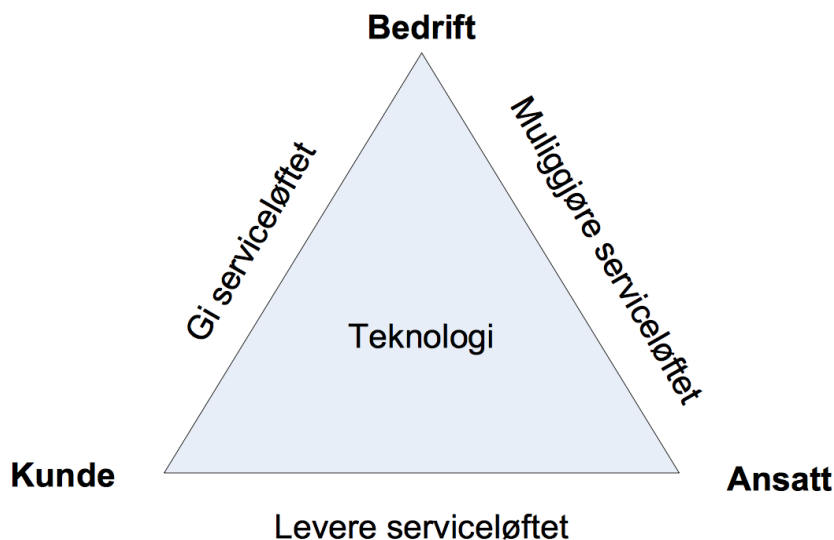 Bedrift
Gi serviceløftet
Muliggjøre serviceløftet
Teknologi
Kunde
Ansatt
Levere serviceløftet